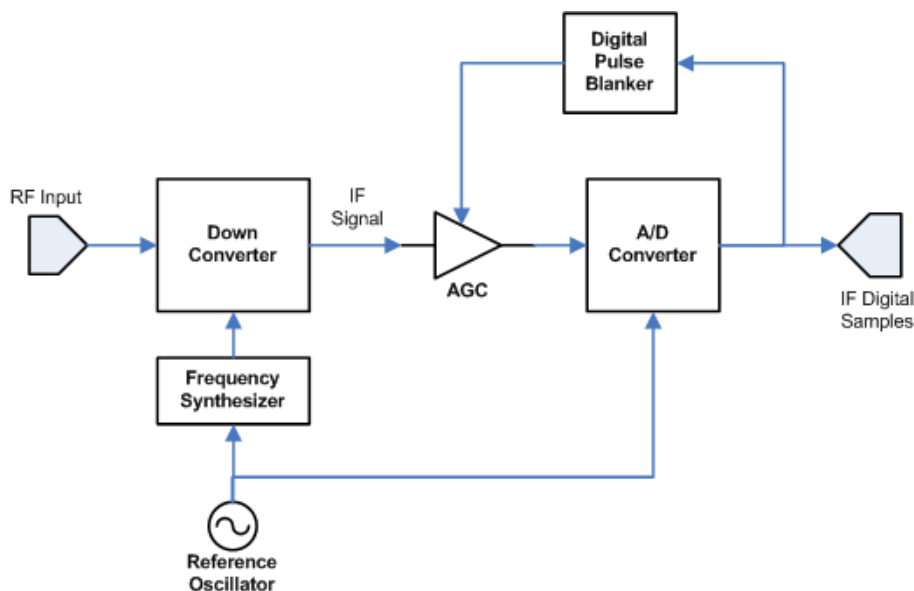 Digital
Pulse
Blanker
RF Input
Down
Converter
IF
Signal
AGC
A/D
Converter
IF Digital
Samples
Frequency
Synthesizer
Reference
Oscillator